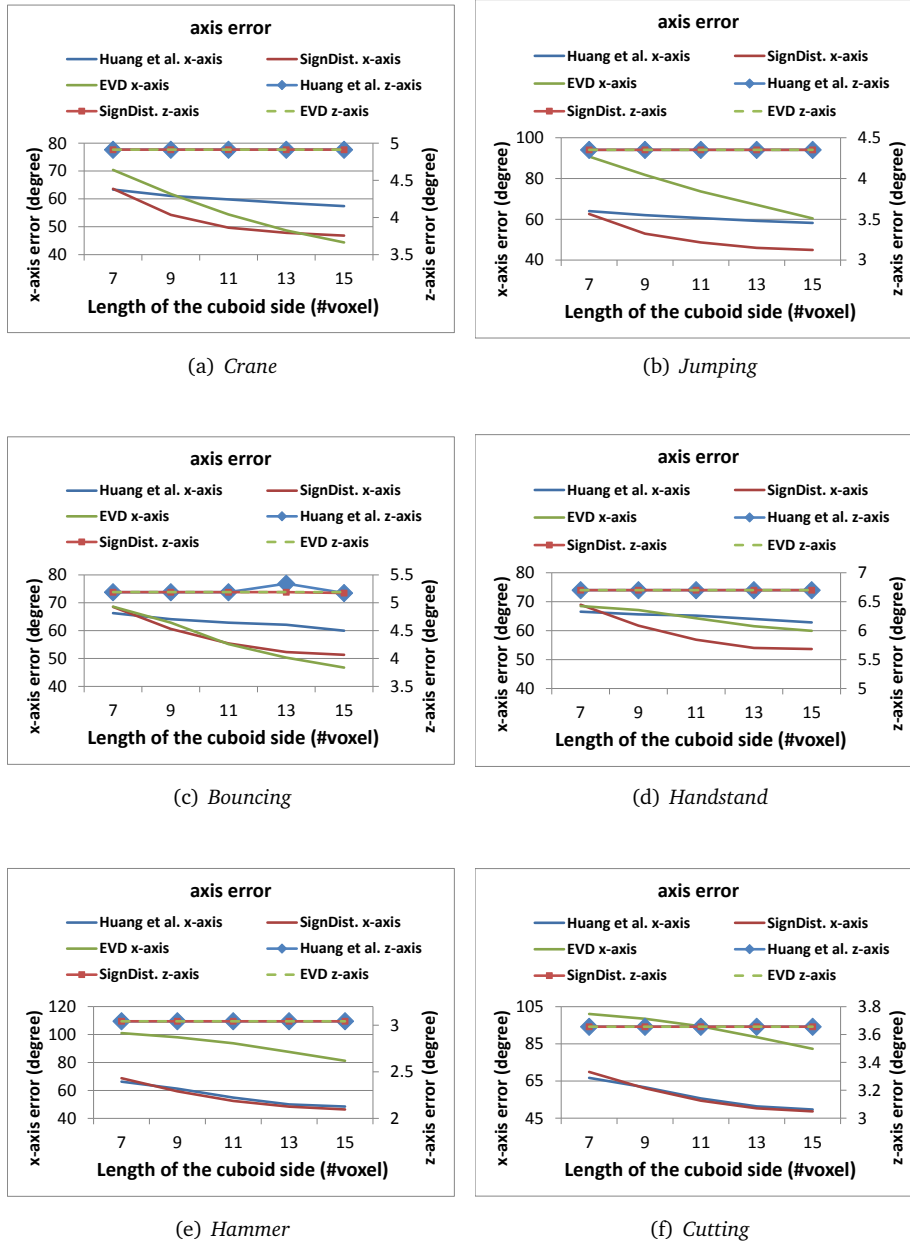 axis error
Huang et al. x-axis SignDist. x-axis
EVD x-axis Huang et al. z-axis
SignDist. z-axis EVD z-axis
x-axis error (degree)
80
70
60
50
40
5
4.5
4
3.5
z-axis error (degree)
7 9 11 13 15
Length of the cuboid side (#voxel)
(a) Crane
axis error
Huang et al. x-axis SignDist. x-axis
EVD x-axis Huang et al. z-axis
SignDist. z-axis EVD z-axis
x-axis error (degree)
100
80
60
40
4.5
4
3.5
3
z-axis error (degree)
7 9 11 13 15
Length of the cuboid side (#voxel)
(b) Jumping
axis error
Huang et al. x-axis SignDist. x-axis
EVD x-axis Huang et al. z-axis
SignDist. z-axis EVD z-axis
x-axis error (degree)
80
70
60
50
40
5.5
5
4.5
4
3.5
z-axis error (degree)
7 9 11 13 15
Length of the cuboid side (#voxel)
(c) Bouncing
axis error
Huang et al. x-axis SignDist. x-axis
EVD x-axis Huang et al. z-axis
SignDist. z-axis EVD z-axis
x-axis error (degree)
80
70
60
50
40
7
6.5
6
5.5
5
z-axis error (degree)
7 9 11 13 15
Length of the cuboid side (#voxel)
(d) Handstand
axis error
Huang et al. x-axis SignDist. x-axis
EVD x-axis Huang et al. z-axis
SignDist. z-axis EVD z-axis
x-axis error (degree)
120
100
80
60
40
3
2.5
2
z-axis error (degree)
7 9 11 13 15
Length of the cuboid side (#voxel)
(e) Hammer
axis error
Huang et al. x-axis SignDist. x-axis
EVD x-axis Huang et al. z-axis
SignDist. z-axis EVD z-axis
x-axis error (degree)
105
85
65
45
3.8
3.6
3.4
3.2
3
z-axis error (degree)
7 9 11 13 15
Length of the cuboid side (#voxel)
(f) Cutting